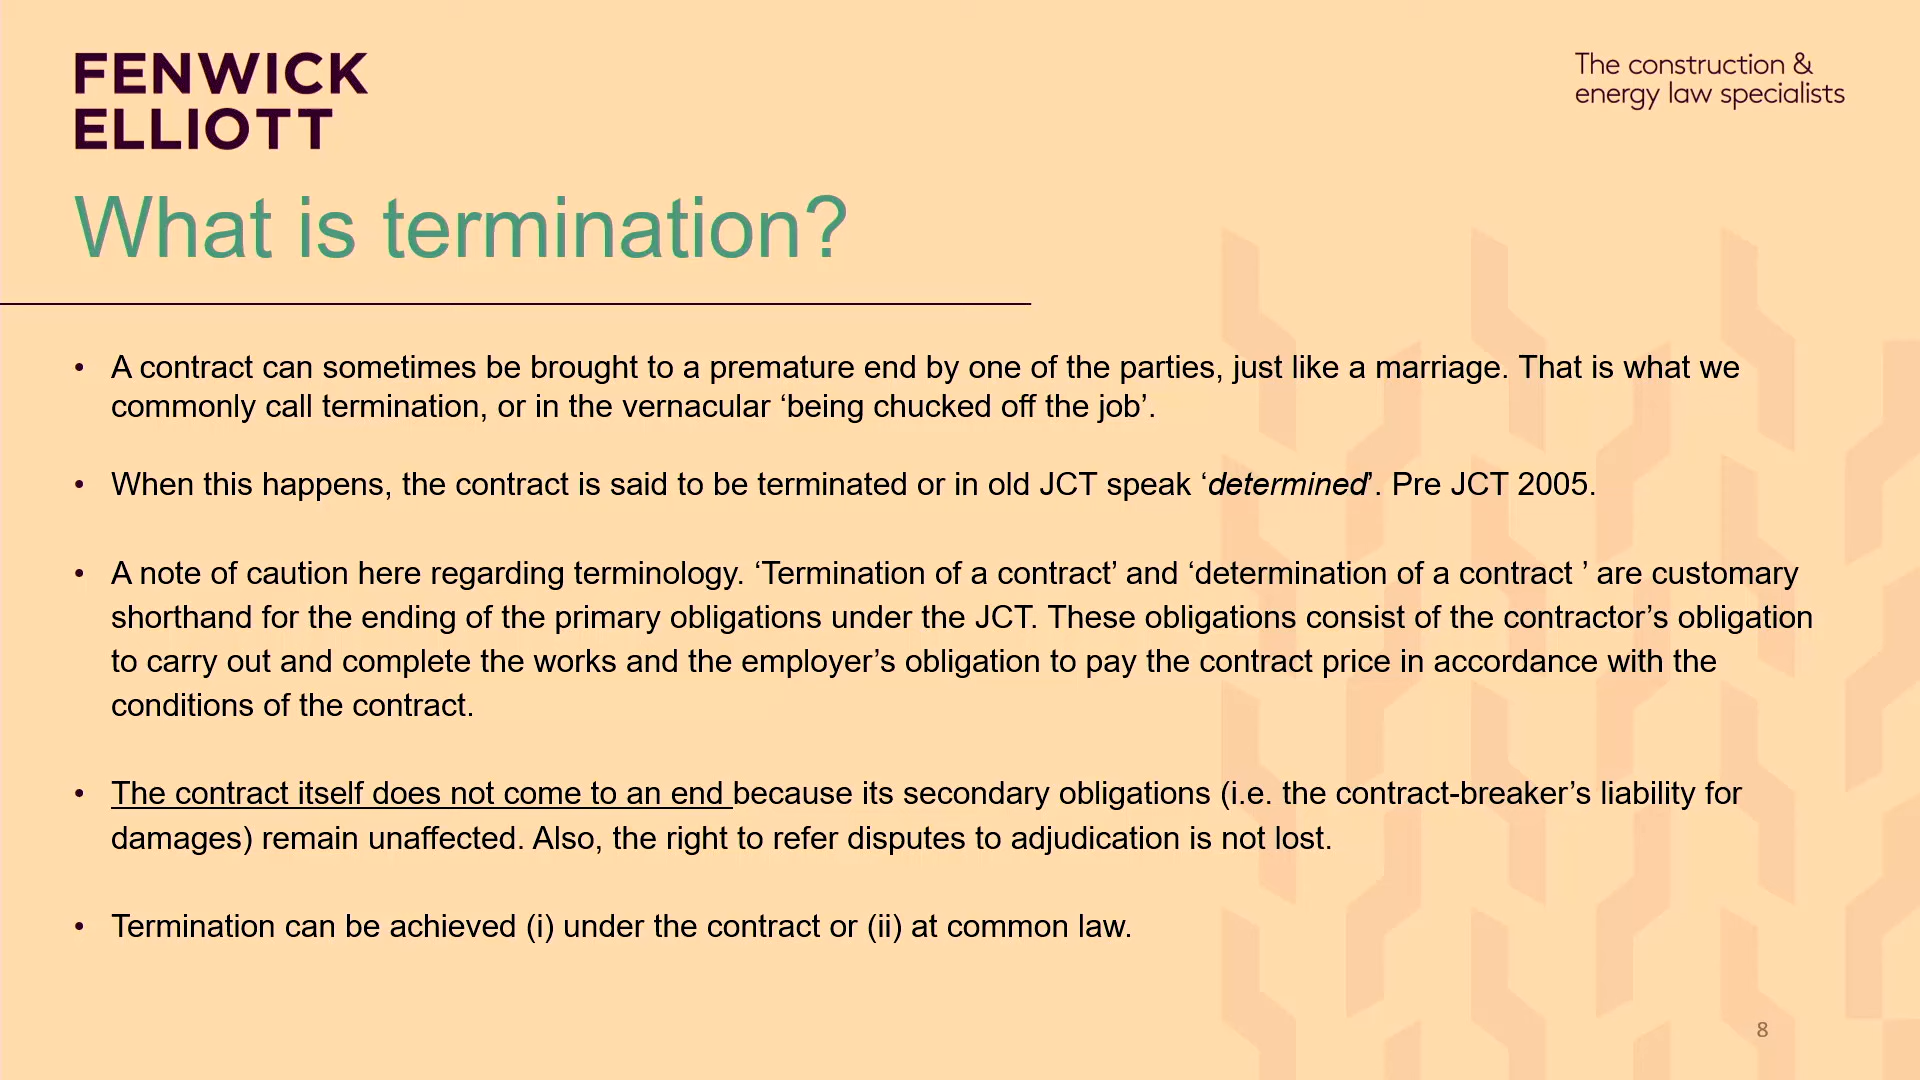 FENWICK
ELLIOTT
The construction &
energy law specialists
What is termination?
• A contract can sometimes be brought to a premature end by one of the parties, just like a marriage. That is what we
commonly call termination, or in the vernacular ‘being chucked off the job’.
• When this happens, the contract is said to be terminated or in old JCT speak ‘determined’. Pre JCT 2005.
• A note of caution here regarding terminology. ‘Termination of a contract’ and ‘determination of a contract ’ are customary
shorthand for the ending of the primary obligations under the JCT. These obligations consist of the contractor’s obligation
to carry out and complete the works and the employer’s obligation to pay the contract price in accordance with the
conditions of the contract.
• The contract itself does not come to an end because its secondary obligations (i.e. the contract-breaker’s liability for
damages) remain unaffected. Also, the right to refer disputes to adjudication is not lost.
• Termination can be achieved (i) under the contract or (ii) at common law.
8